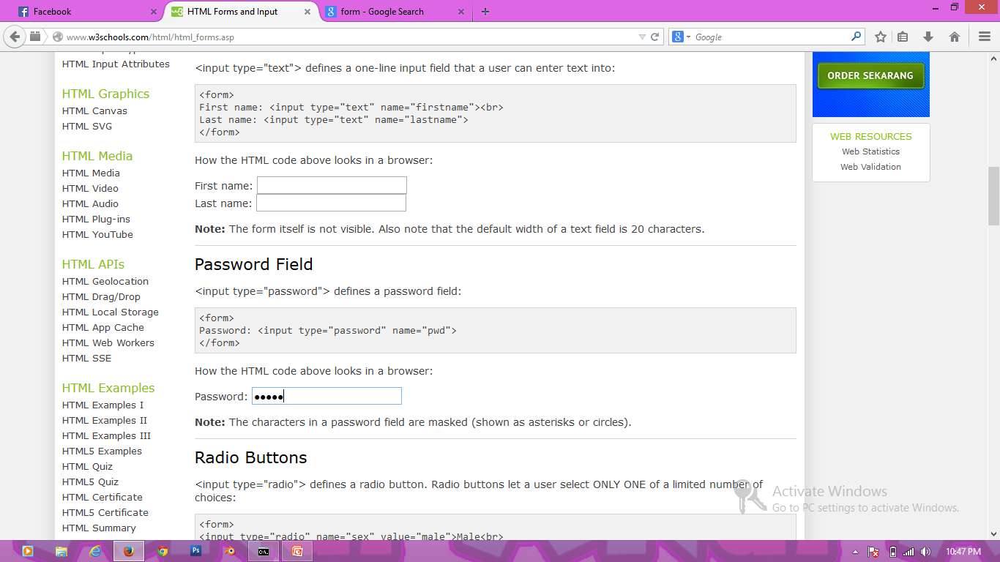 Facebook
HTML Forms and Input
form - Google Search
www.w3schools.com/html/html_forms.asp
Google
HTML Input Attributes
HTML Graphics
HTML Canvas
HTML SVG
HTML Media
HTML Media
HTML Video
HTML Audio
HTML Plug-ins
HTML YouTube
HTML APIs
HTML Geolocation
HTML Drag/Drop
HTML Local Storage
HTML App Cache
HTML Web Workers
HTML SSE
HTML Examples
HTML Examples I
HTML Examples II
HTML Examples III
HTML5 Examples
HTML Quiz
HTML5 Quiz
HTML Certificate
HTML5 Certificate
HTML Summary
<input type="text"> defines a one-line input field that a user can enter text into:
<form>
First name: <input type="text" name="firstname"><br>
Last name: <input type="text" name="lastname">
</form>
How the HTML code above looks in a browser:
First name:
Last name:
Note: The form itself is not visible. Also note that the default width of a text field is 20 characters.
Password Field
<input type="password"> defines a password field:
<form>
Password: <input type="password" name="pwd">
</form>
How the HTML code above looks in a browser:
Password: •••••
Note: The characters in a password field are masked (shown as asterisks or circles).
Radio Buttons
<input type="radio"> defines a radio button. Radio buttons let a user select ONLY ONE of a limited number of
choices:
<form>
<input type="radio" name="sex" value="male">Male<br>
ORDER SEKARANG
WEB RESOURCES
Web Statistics
Web Validation
Activate Windows
Go to PC settings to activate Windows.
10:47 PM